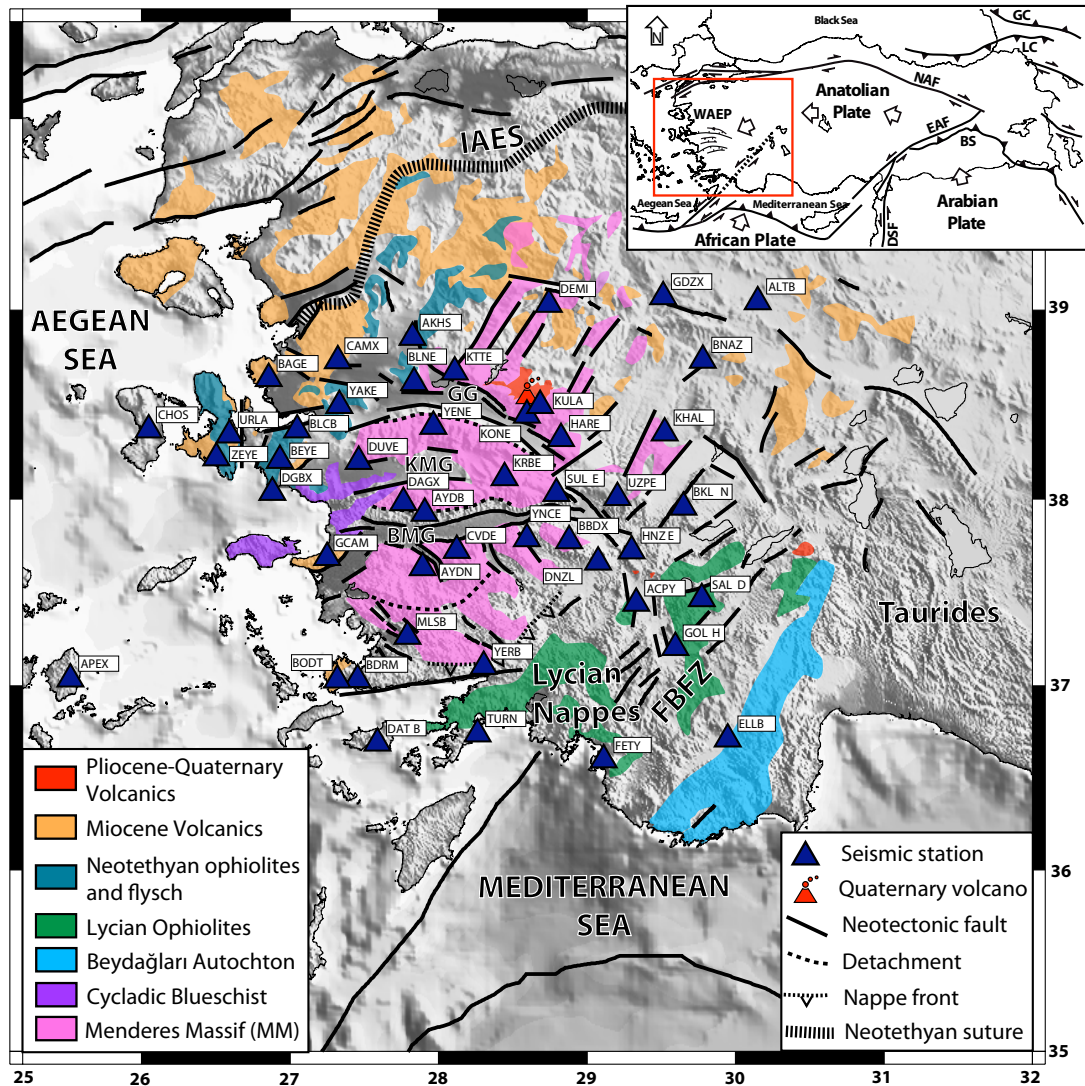 Black Sea
GC
LC
NAF
Anatolian
Plate
WAEP
EAF
BS
Aegean Sea
Mediterranean Sea
African Plate
DSF
Arabian
Plate
N
IAES
AEGEAN
SEA
DEMI
GDZX
ALTB
AKHS
CAMX
BLNE
KTTE
BNAZ
BAGE
GG
YAKE
KULA
CHOS
URLA
BLCB
YENE
KONE
HARE
KHAL
ZEYE
BEYE
DUVE
KMG
KRBE
DGBX
DAGX
SUL E
UZPE
BKL N
AYDB
YNCE
BMG
CVDE
BBDX
HNZ E
GCAM
AYDN
DNZL
ACPY
SAL D
Taurides
MLSB
GOL H
YERB
APEX
BODT
BDRM
Lycian
Nappes
FBFZ
DAT B
TURN
FETY
ELLB
MEDITERRANEAN
SEA
Pliocene-Quaternary
Volcanics
Miocene Volcanics
Neotethyan ophiolites
and flysch
Lycian Ophiolites
Beydağları Autochton
Cycladic Blueschist
Menderes Massif (MM)
Seismic station
Quaternary volcano
Neotectonic fault
Detachment
Nappe front
Neotethyan suture
39
38
37
36
35
25
26
27
28
29
30
31
32